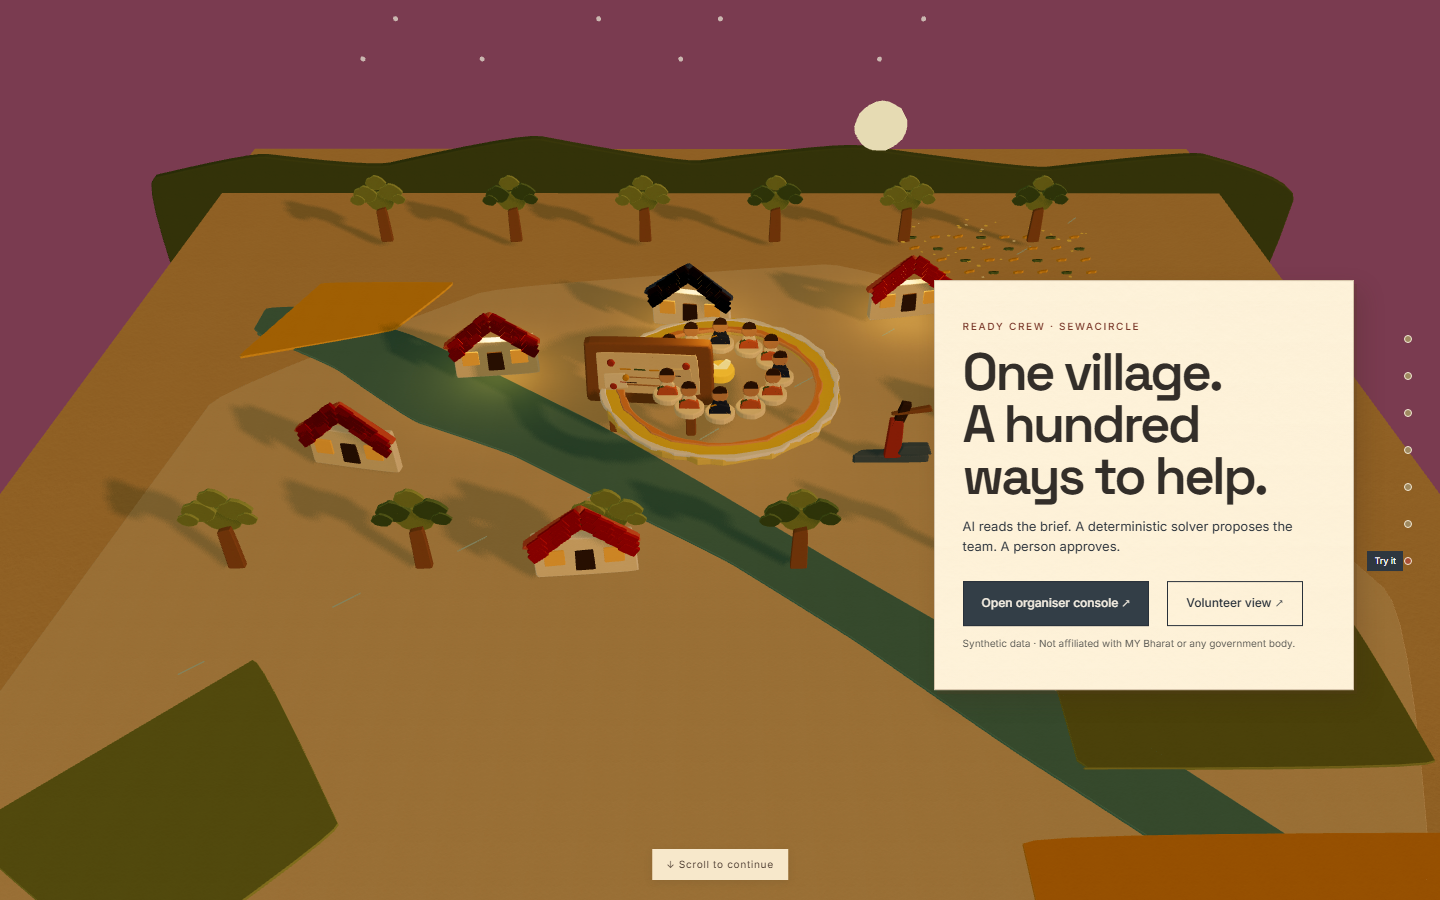 READY CREW · SEWACIRCLE
One village.
A hundred
ways to help.
AI reads the brief. A deterministic solver proposes the
team. A person approves.
Open organiser console ↗
Volunteer view ↗
Synthetic data · Not affiliated with MY Bharat or any government body.
Try it
↓ Scroll to continue